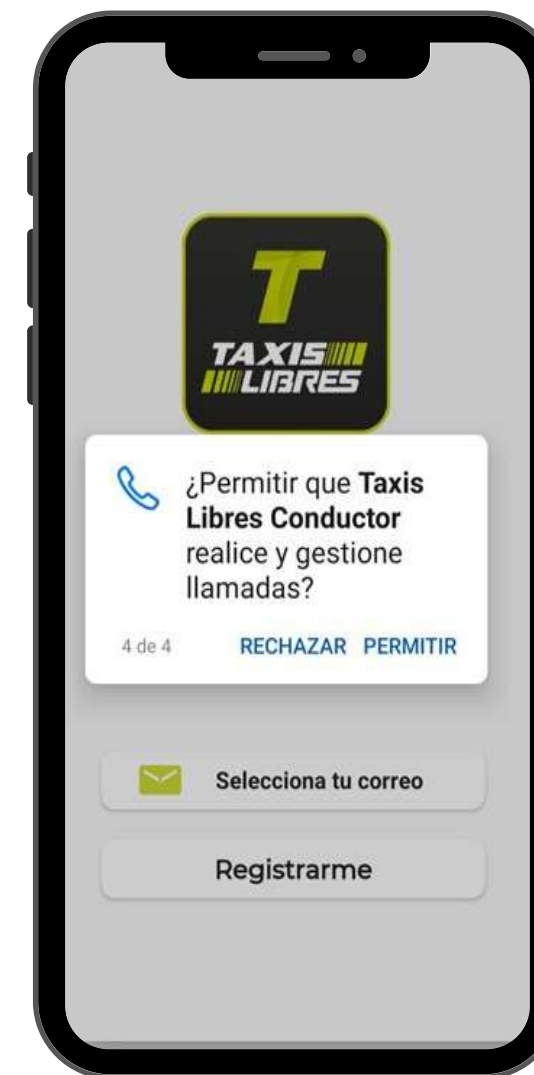 T
TAXIS
LIBRES
¿Permitir que Taxis
Libres Conductor
realice y gestione
llamadas?
4 de 4 RECHAZAR PERMITIR
Selecciona tu correo
Registrarme